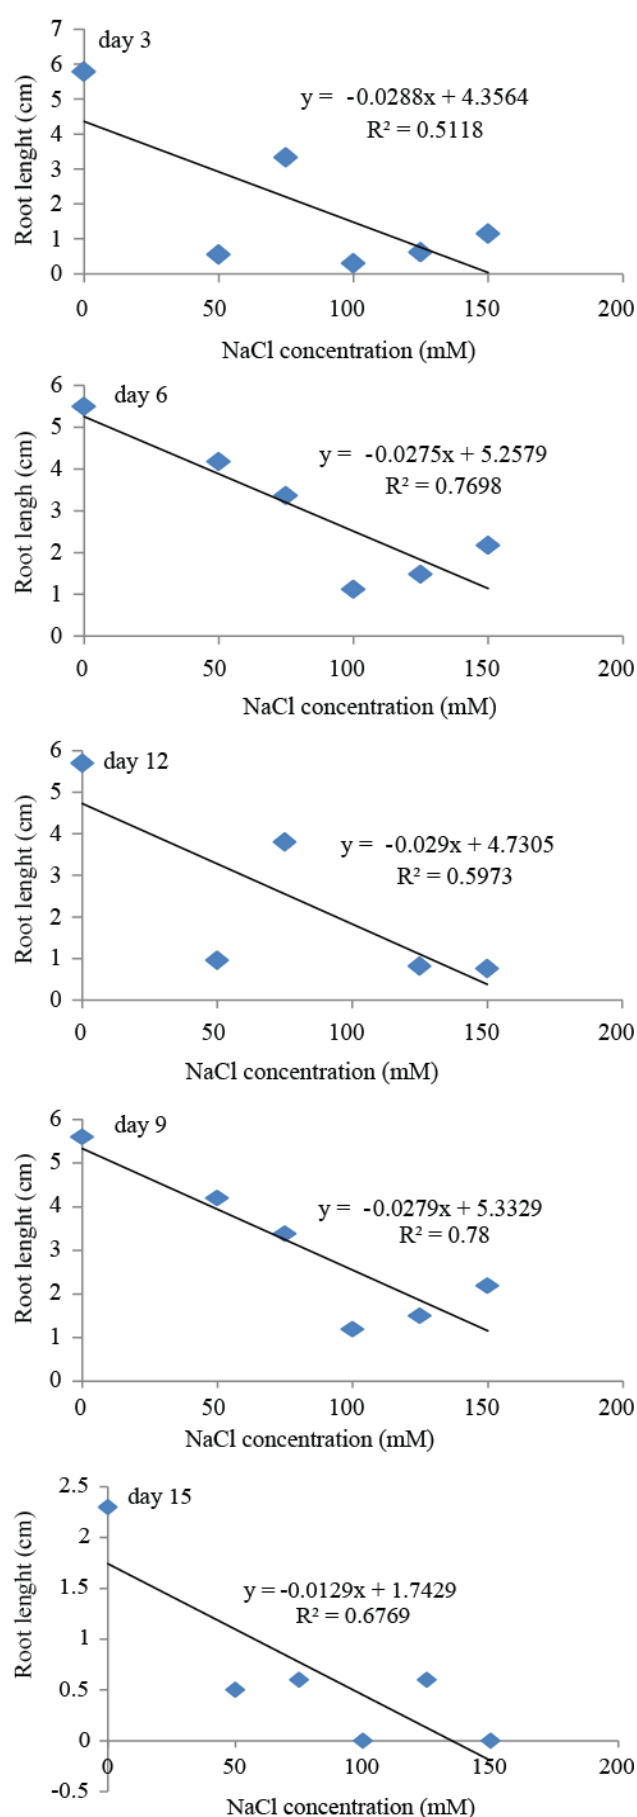 day 3
y = -0.0288x + 4.3564
R² = 0.5118
Root lenght (cm)
7
6
5
4
3
2
1
0
0 50 100 150 200
NaCl concentration (mM)
day 6
y = -0.0275x + 5.2579
R² = 0.7698
Root lengh (cm)
6
5
4
3
2
1
0
0 50 100 150 200
NaCl concentration (mM)
day 12
y = -0.029x + 4.7305
R² = 0.5973
Root lenght (cm)
6
5
4
3
2
1
0
0 50 100 150 200
NaCl concentration (mM)
day 9
y = -0.0279x + 5.3329
R² = 0.78
Root lenght (cm)
6
5
4
3
2
1
0
0 50 100 150 200
NaCl concentration (mM)
day 15
y = -0.0129x + 1.7429
R² = 0.6769
Root lenght (cm)
2.5
2
1.5
1
0.5
0
-0.5
0 50 100 150 200
NaCl concentration (mM)